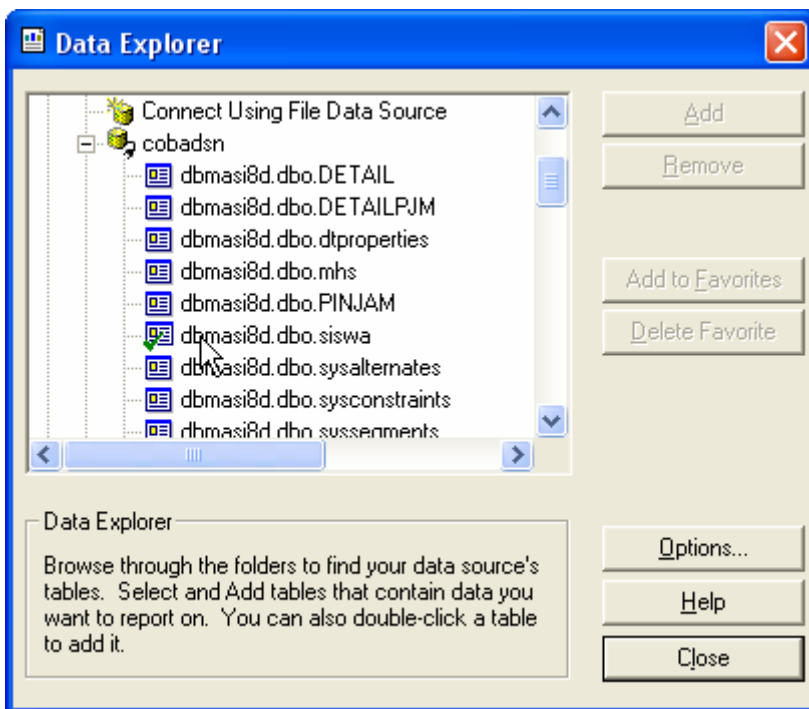 Data Explorer
Connect Using File Data Source
cobadsn
dbmasi8d.dbo.DETAIL
dbmasi8d.dbo.DETAILPJM
dbmasi8d.dbo.dtproperties
dbmasi8d.dbo.mhs
dbmasi8d.dbo.PINJAM
dbmasi8d.dbo.siswa
dbmasi8d.dbo.sysalternates
dbmasi8d.dbo.sysconstraints
dbmasi8d.dbo.syssegments
Add
Remove
Add to Favorites
Delete Favorite
Data Explorer
Browse through the folders to find your data source's
tables. Select and Add tables that contain data you
want to report on. You can also double-click a table
to add it.
Options...
Help
Close